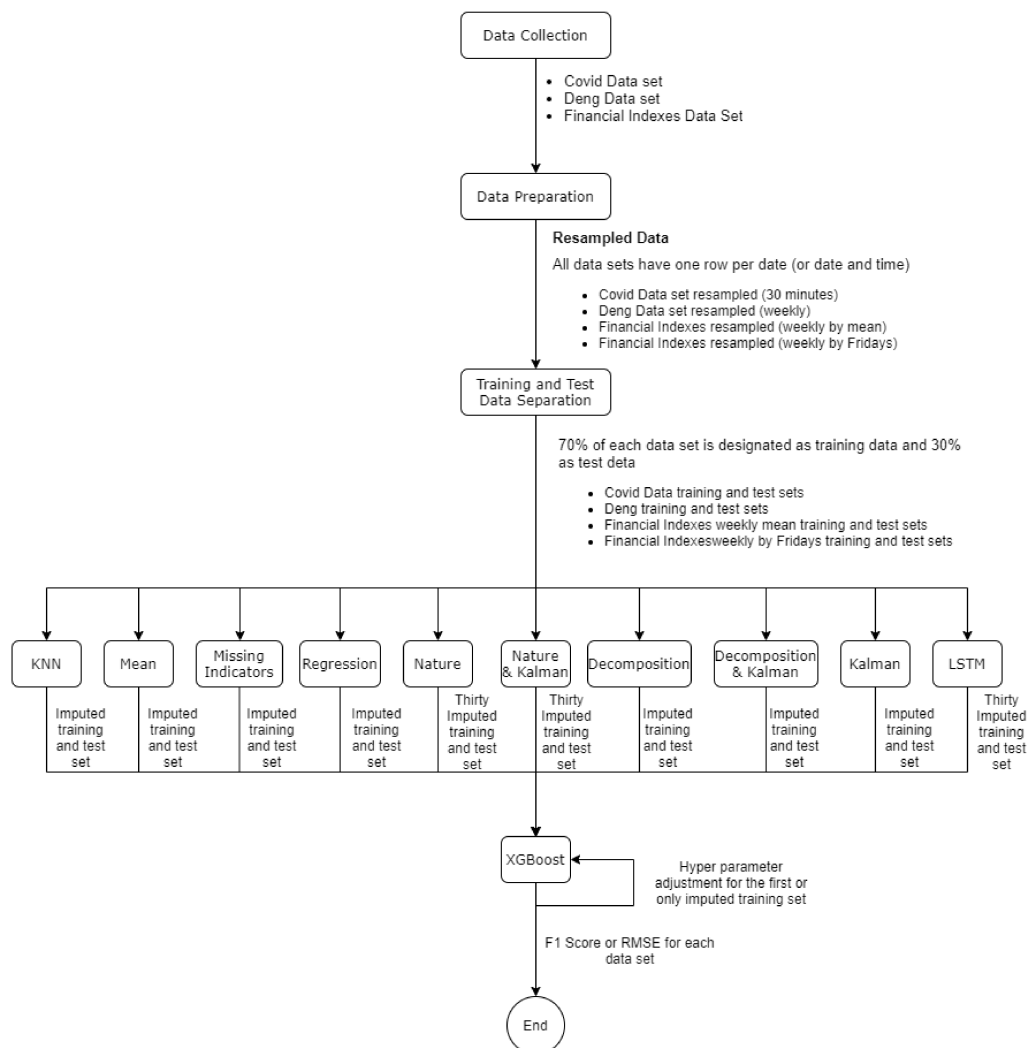 Data Collection
• Covid Data set
• Deng Data set
• Financial Indexes Data Set
Data Preparation
Resampled Data
All data sets have one row per date (or date and time)
• Covid Data set resampled (30 minutes)
• Deng Data set resampled (weekly)
• Financial Indexes resampled (weekly by mean)
• Financial Indexes resampled (weekly by Fridays)
Training and Test
Data Separation
70% of each data set is designated as training data and 30%
as test deta
• Covid Data training and test sets
• Deng training and test sets
• Financial Indexes weekly mean training and test sets
• Financial Indexesweekly by Fridays training and test sets
KNN
Mean
Missing
Indicators
Regression
Nature
Nature
& Kalman
Decomposition
Decomposition
& Kalman
Kalman
LSTM
Imputed
training
and test
set
Imputed
training
and test
set
Imputed
training
and test
set
Imputed
training
and test
set
Thirty
Imputed
training
and test
set
Thirty
Imputed
training
and test
set
Imputed
training
and test
set
Imputed
training
and test
set
Imputed
training
and test
set
Thirty
Imputed
training
and test
set
XGBoost
Hyper parameter
adjustment for the first or
only imputed training set
F1 Score or RMSE for each
data set
End